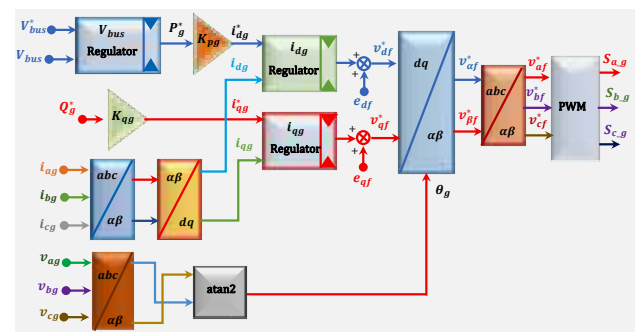 V*bus
Vbus
Vbus
Regulator
P*g
Kpg
i*dg
idg
idg
Regulator
v*df
edf
dq
αβ
v*αf
v*βf
abc
αβ
v*af
v*bf
v*cf
PWM
Sa_g
Sb_g
Sc_g
Q*g
Kqg
i*qg
iqg
iqg
Regulator
v*qf
eqf
θg
iag
ibg
icg
abc
αβ
αβ
dq
vag
vbg
vcg
abc
αβ
atan2
+
+
+
+